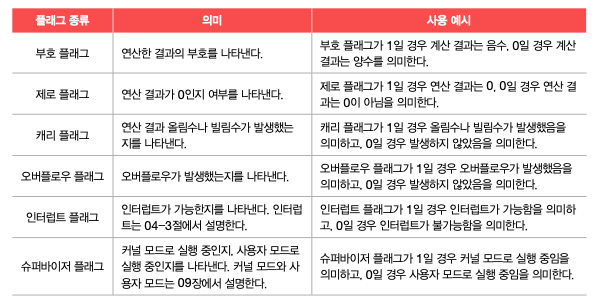 플래그 종류
의미
사용 예시
부호 플래그
연산한 결과의 부호를 나타낸다.
부호 플래그가 1일 경우 계산 결과는 음수, 0일 경우 계산
결과는 양수를 의미한다.
제로 플래그
연산 결과가 0인지 여부를 나타낸다.
제로 플래그가 1일 경우 연산 결과는 0, 0일 경우 연산 결
과는 0이 아님을 의미한다.
캐리 플래그
연산 결과 올림수나 빌림수가 발생했는
지를 나타낸다.
캐리 플래그가 1일 경우 올림수나 빌림수가 발생했음을
의미하고, 0일 경우 발생하지 않았음을 의미한다.
오버플로우 플래그
오버플로우가 발생했는지를 나타낸다.
오버플로우 플래그가 1일 경우 오버플로우가 발생했음을
의미하고, 0일 경우 발생하지 않았음을 의미한다.
인터럽트 플래그
인터럽트가 가능한지를 나타낸다. 인터럽
트는 04-3절에서 설명한다.
인터럽트 플래그가 1일 경우 인터럽트가 가능함을 의미하
고, 0일 경우 인터럽트가 불가능함을 의미한다.
슈퍼바이저 플래그
커널 모드로 실행 중인지, 사용자 모드로
실행 중인지를 나타낸다. 커널 모드와 사
용자 모드는 09장에서 설명한다.
슈퍼바이저 플래그가 1일 경우 커널 모드로 실행 중임을
의미하고, 0일 경우 사용자 모드로 실행 중임을 의미한다.